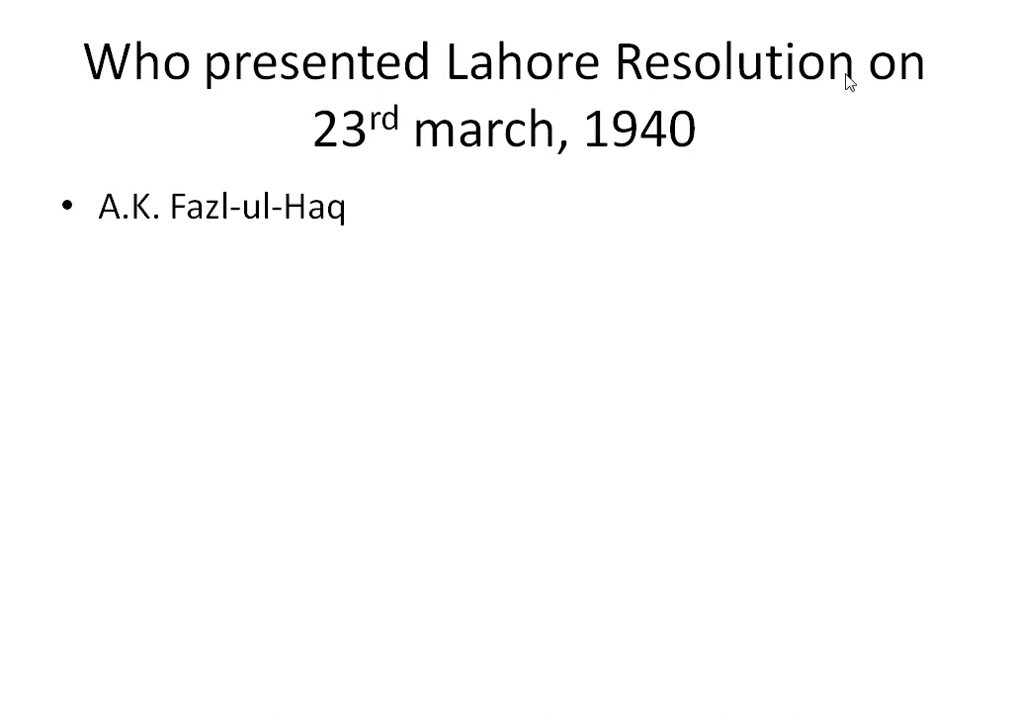 Who presented Lahore Resolution on
23rd march, 1940
• A.K. Fazl-ul-Haq